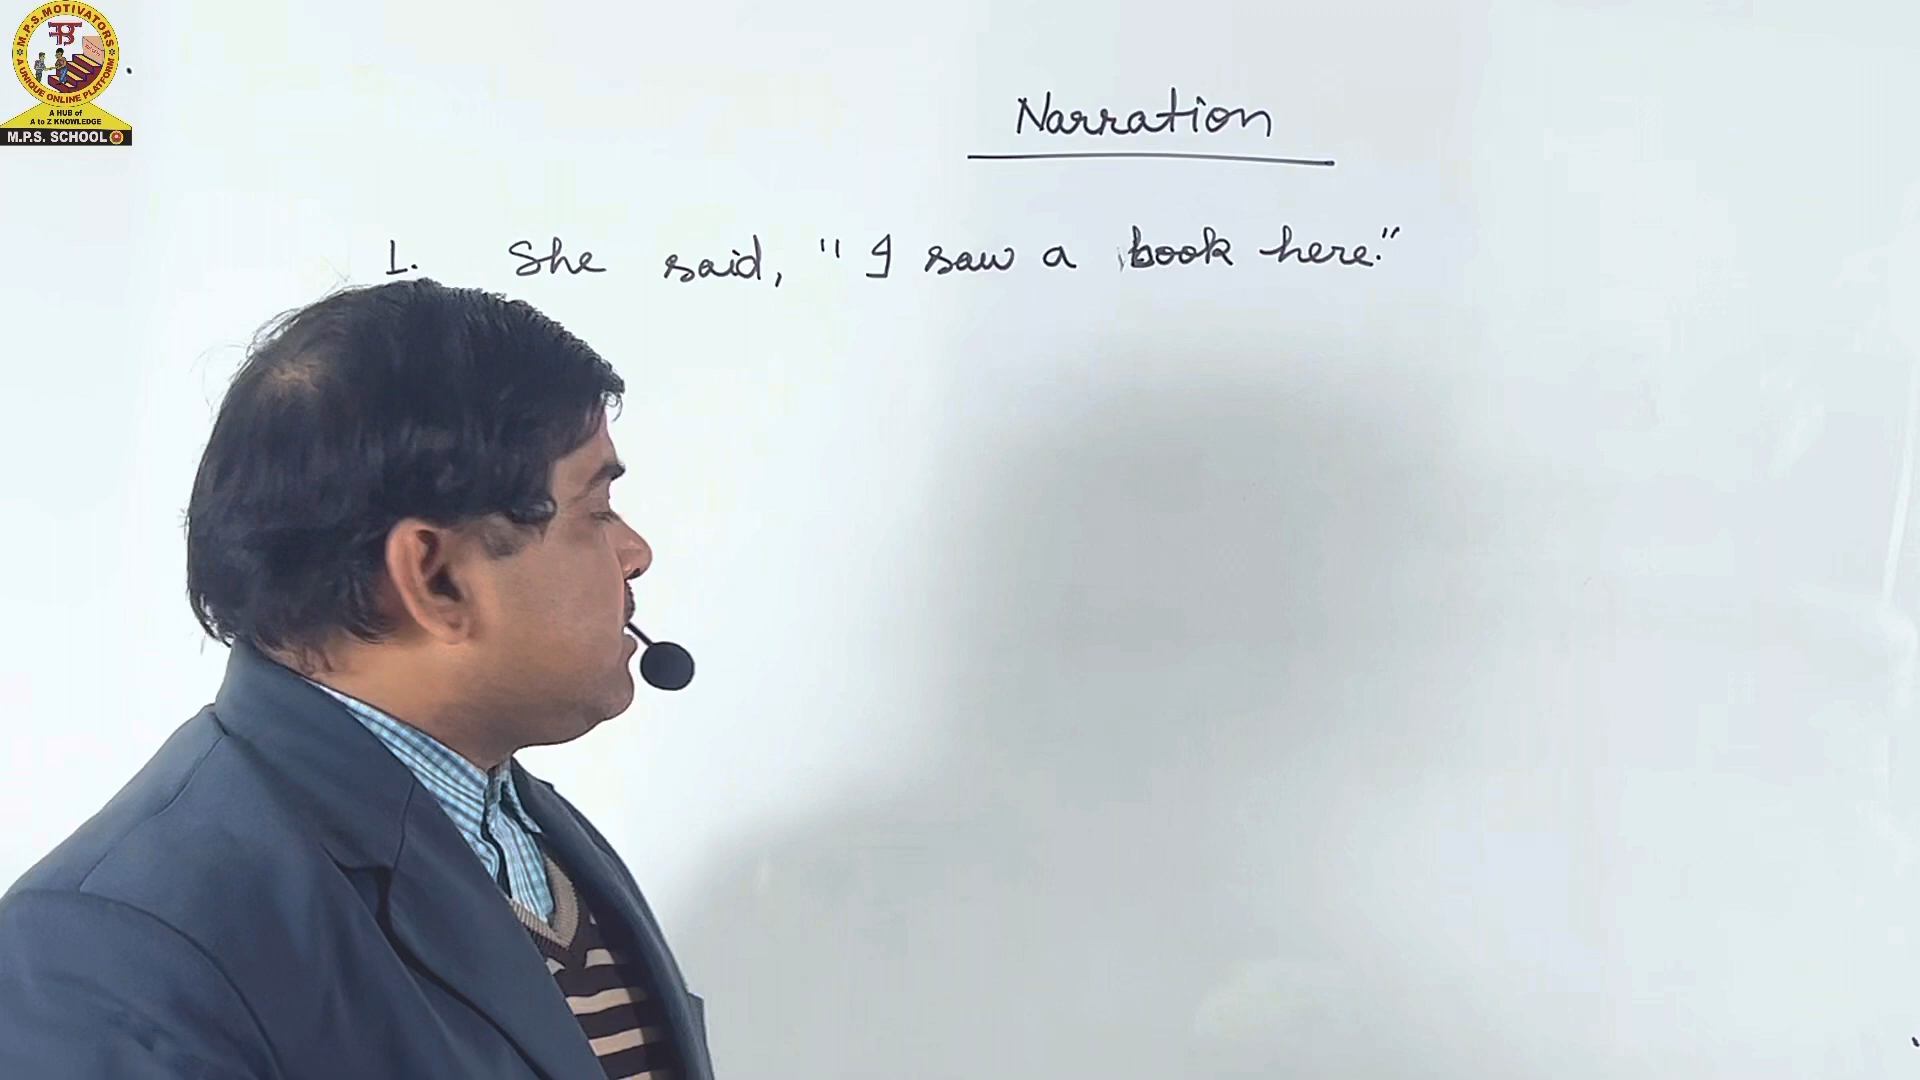 M.P.S. MOTIVATORS
A UNIQUE ONLINE PLATFORM
A HUB of
A to Z KNOWLEDGE
M.P.S. SCHOOL
Narration
1. She said, "I saw a book here."